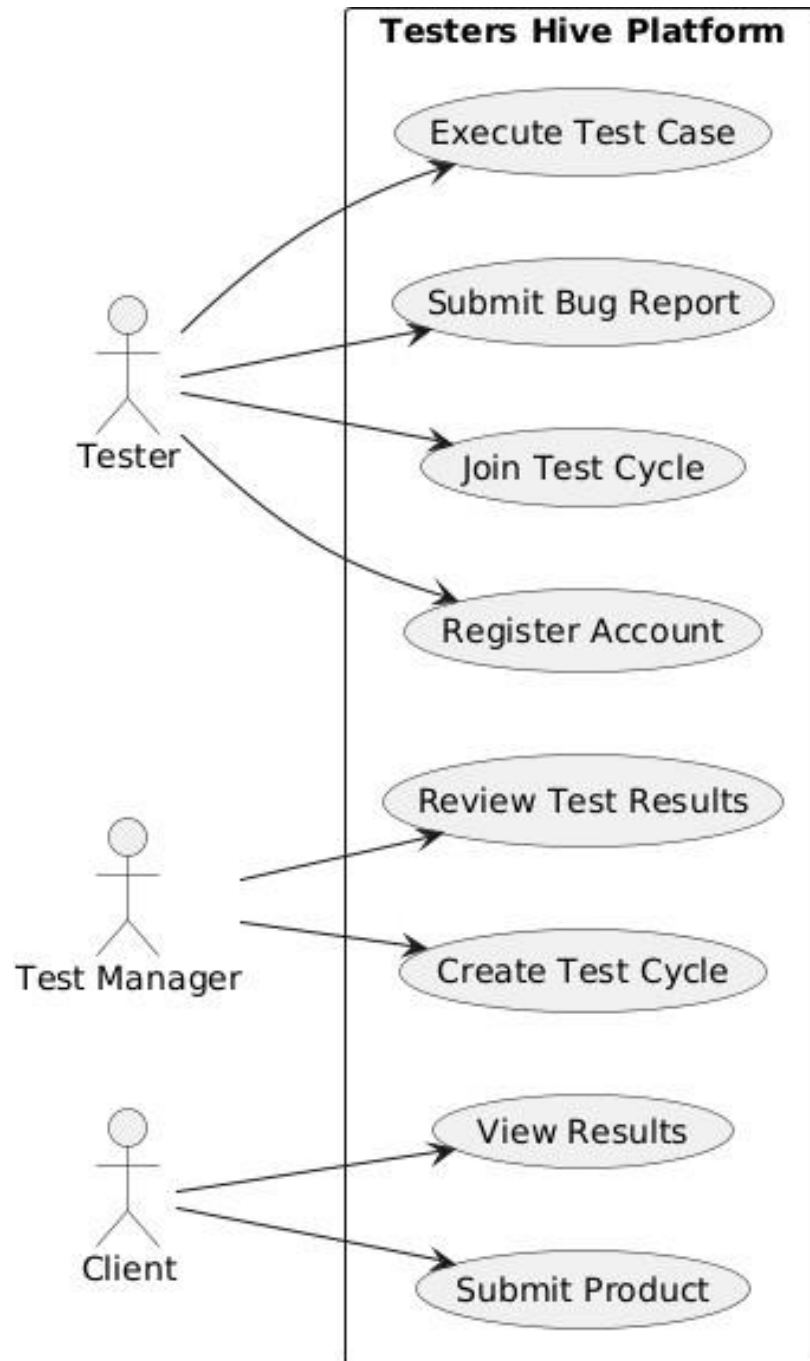 Testers Hive Platform
Execute Test Case
Submit Bug Report
Tester
Join Test Cycle
Register Account
Review Test Results
Test Manager
Create Test Cycle
View Results
Client
Submit Product